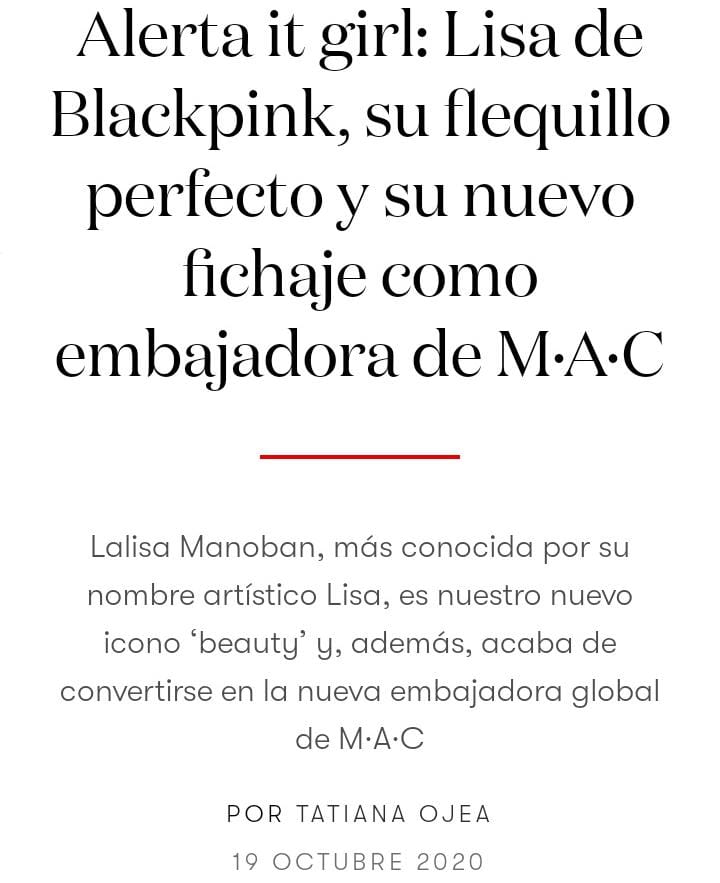 Alerta it girl: Lisa de
Blackpink, su flequillo
perfecto y su nuevo
fichaje como
embajadora de M·A·C
Lalisa Manoban, más conocida por su
nombre artístico Lisa, es nuestro nuevo
icono ‘beauty’ y, además, acaba de
convertirse en la nueva embajadora global
de M·A·C
POR TATIANA OJEA
19 OCTUBRE 2020